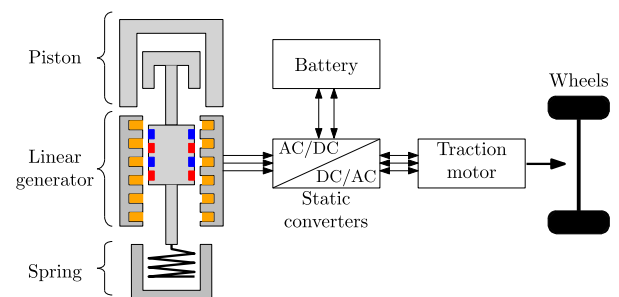 Piston
Linear
generator
Spring
Battery
AC/DC
DC/AC
Static
converters
Traction
motor
Wheels